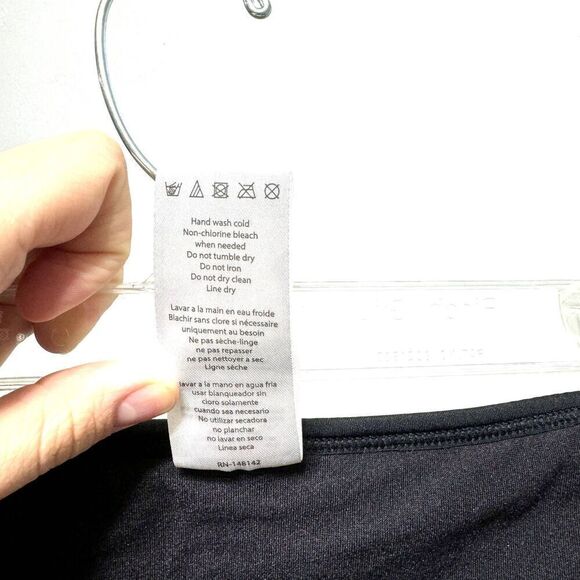 Hand wash cold
Non-chlorine bleach
when needed
Do not tumble dry
Do not iron
Do not dry clean
Line dry
Lavar a la main en eau froide
Blachir sans clore si nécessaire
uniquement au besoin
Ne pas sèche-linge
ne pas repasser
ne pas nettoyer a sec
Ligne sèche
lavar a la mano en agua fria
usar blanqueador sin
cloro solamente
cuando sea necesario
No utilizar secadora
no planchar
no lavar en seco
Linea seca
RN-148142